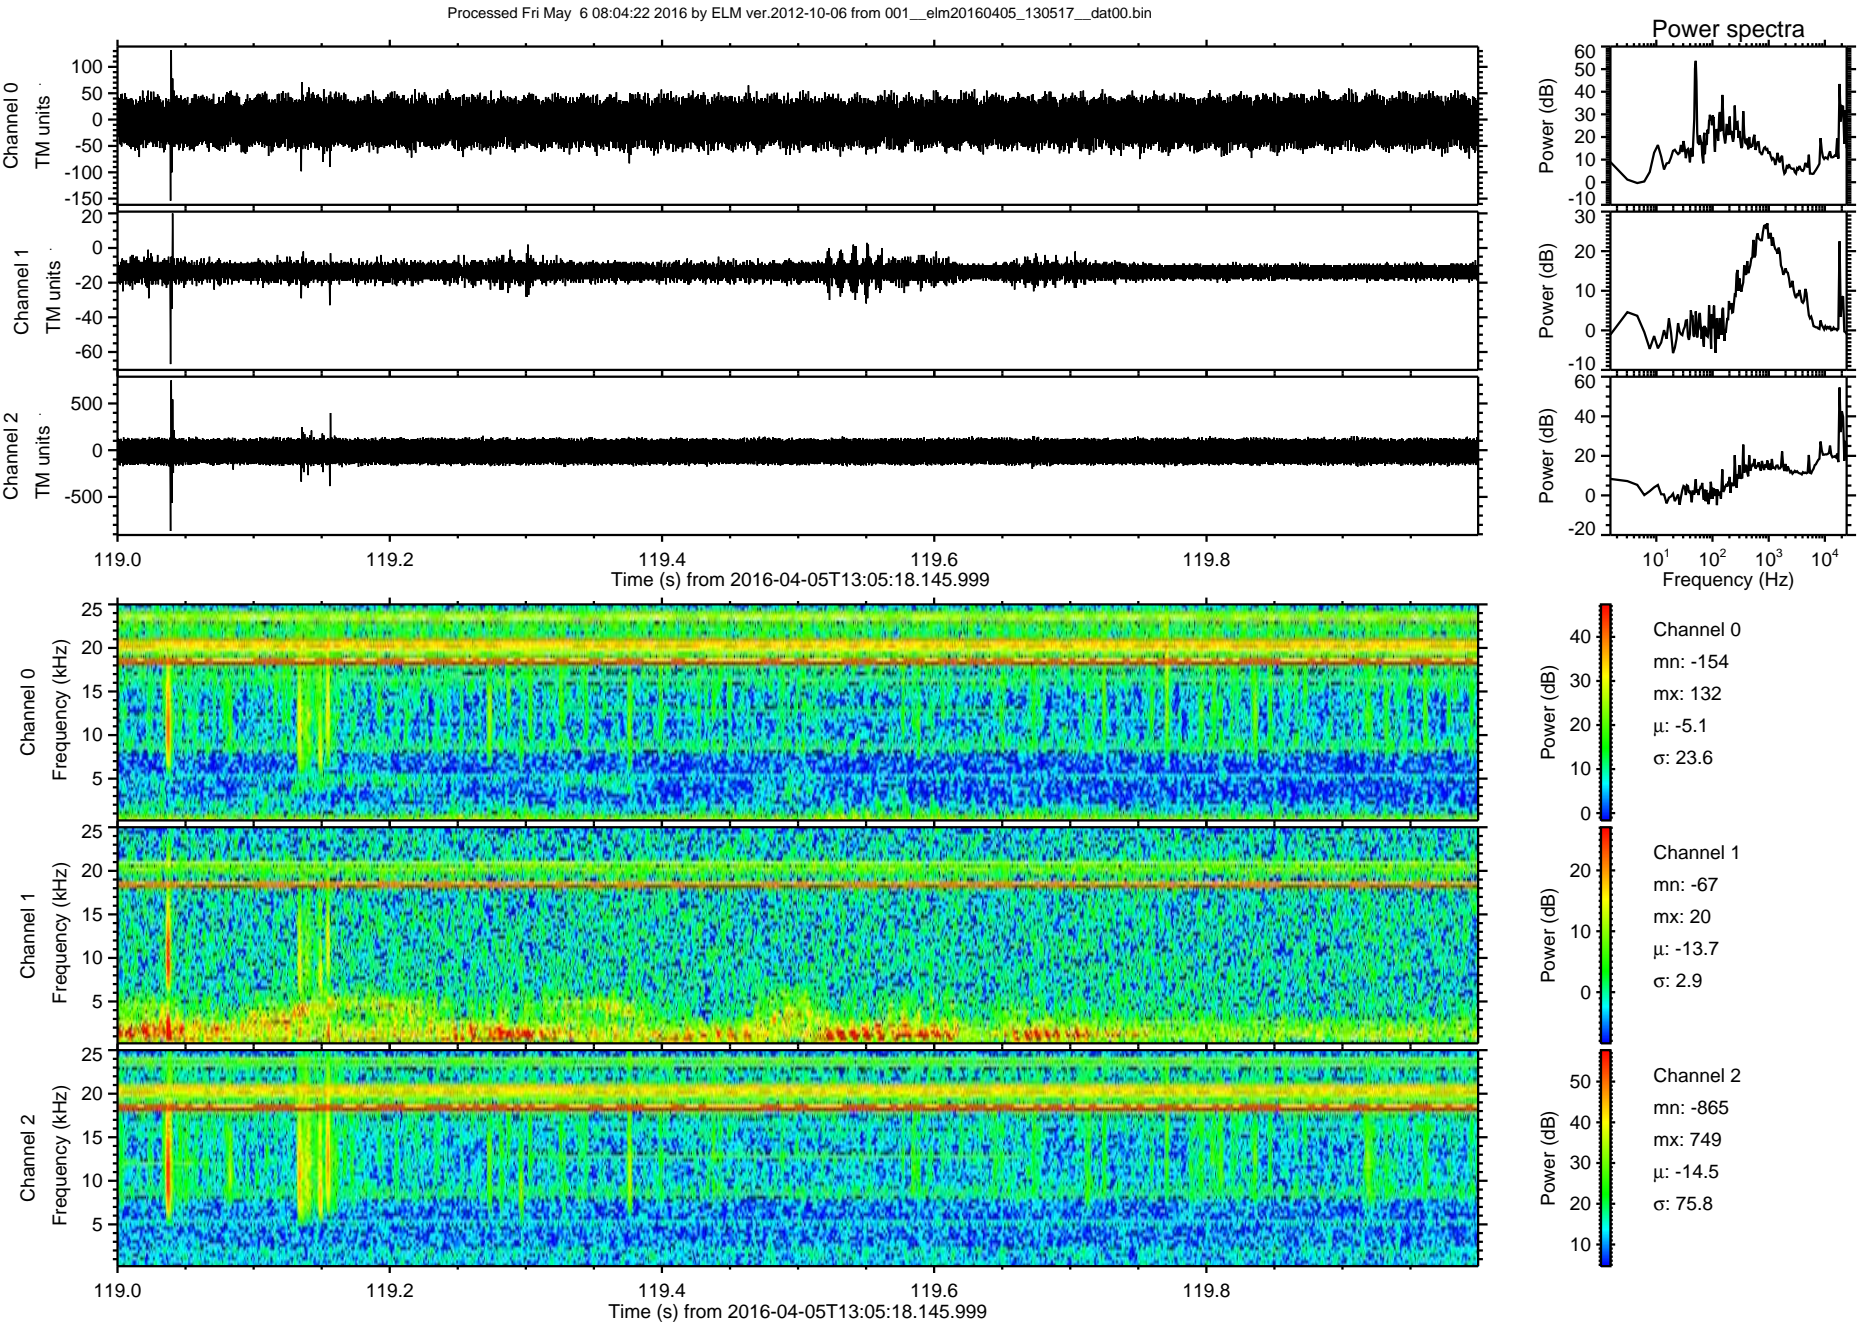 Processed Fri May  6 08:04:22 2016 by ELM ver.2012-10-06 from 001__elm20160405_130517__dat00.bin
Power spectra
Channel 0
TM units
100
50
0
-50
-100
-150
Power (dB)
60
50
40
30
20
10
0
-10
Channel 1
TM units
20
0
-20
-40
-60
Power (dB)
30
20
10
0
-10
Channel 2
TM units
500
0
-500
Power (dB)
60
40
20
0
-20
119.0 119.2 119.4 119.6 119.8
Time (s) from 2016-04-05T13:05:18.145.999
10¹ 10² 10³ 10⁴
Frequency (Hz)
Channel 0
Frequency (kHz)
25
20
15
10
5
Power (dB)
40
30
20
10
0
Channel 0
mn: -154
mx: 132
μ: -5.1
σ: 23.6
Channel 1
Frequency (kHz)
25
20
15
10
5
Power (dB)
20
10
0
Channel 1
mn: -67
mx: 20
μ: -13.7
σ: 2.9
Channel 2
Frequency (kHz)
25
20
15
10
5
Power (dB)
50
40
30
20
10
Channel 2
mn: -865
mx: 749
μ: -14.5
σ: 75.8
119.0 119.2 119.4 119.6 119.8
Time (s) from 2016-04-05T13:05:18.145.999